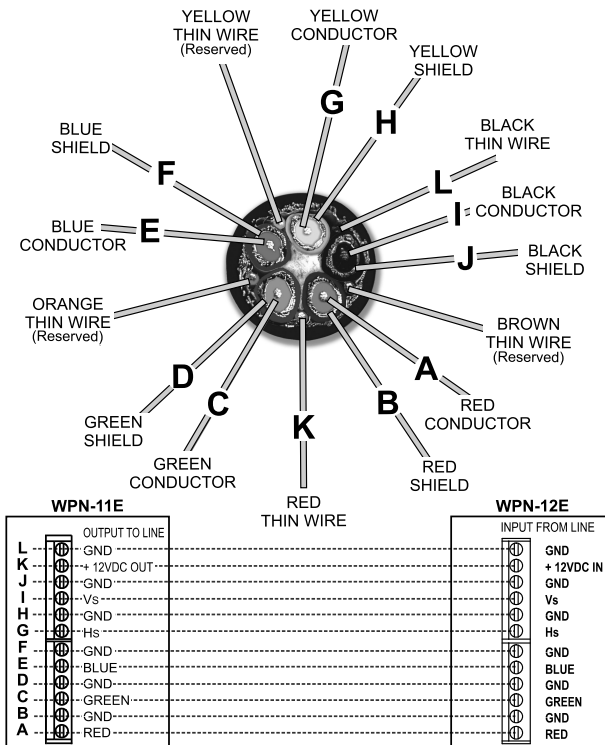 YELLOW
THIN WIRE
(Reserved)
YELLOW
CONDUCTOR
YELLOW
SHIELD
G
H
BLUE
SHIELD
BLACK
THIN WIRE
F
L
BLACK
CONDUCTOR
I
BLUE
CONDUCTOR
E
J
BLACK
SHIELD
ORANGE
THIN WIRE
(Reserved)
BROWN
THIN WIRE
(Reserved)
D
A
C
B
K
RED
CONDUCTOR
GREEN
SHIELD
GREEN
CONDUCTOR
RED
SHIELD
RED
THIN WIRE
WPN-11E
OUTPUT TO LINE
L GND
K + 12VDC OUT
J GND
I Vs
H GND
G Hs
F GND
E BLUE
D GND
C GREEN
B GND
A RED
WPN-12E
INPUT FROM LINE
GND
+ 12VDC IN
GND
Vs
GND
Hs
GND
BLUE
GND
GREEN
GND
RED